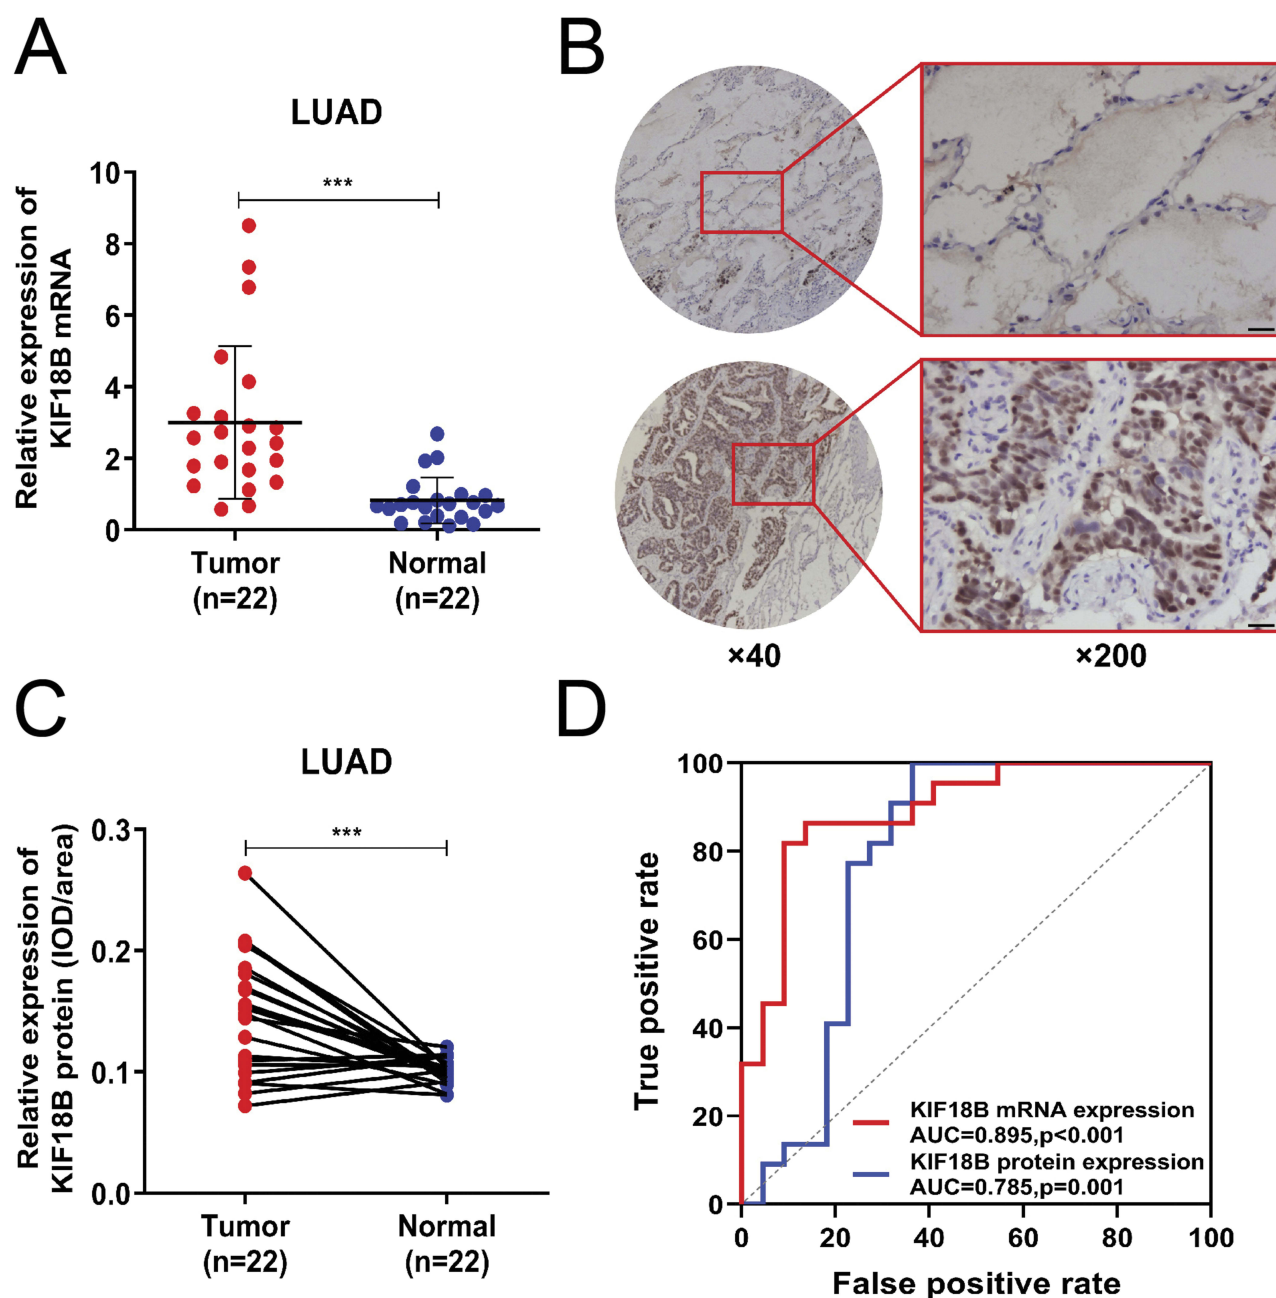 A
LUAD
Relative expression of
KIF18B mRNA
10
8
6
4
2
0
***
Tumor
(n=22)
Normal
(n=22)
B
×40
×200
C
LUAD
Relative expression of
KIF18B protein (IOD/area)
0.3
0.2
0.1
0.0
***
Tumor
(n=22)
Normal
(n=22)
D
True positive rate
100
80
60
40
20
0
KIF18B mRNA expression
AUC=0.895,p<0.001
KIF18B protein expression
AUC=0.785,p=0.001
0
20
40
60
80
100
False positive rate